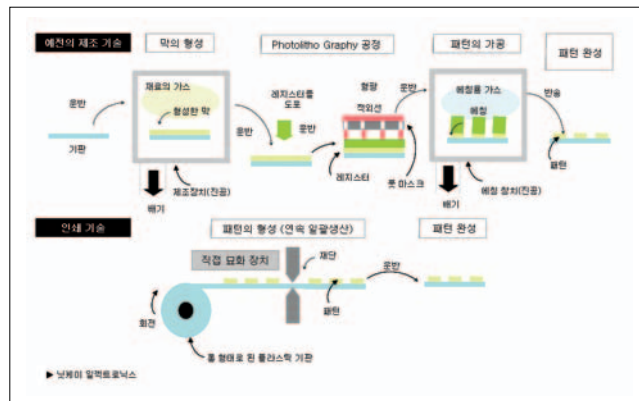 예전의 제조 기술
막의 형성
Photolitho Graphy 공정
패턴의 가공
패턴 완성
재료의 가스
형성한 막
운반
기판
제조장치(진공)
배기
운반
레지스터를
도포
운반
현광
적외선
레지스터
포토 마스크
운반
에칭용 가스
에칭
에칭 장치(진공)
배기
반송
패턴
인쇄 기술
패턴의 형성 (연속 일괄생산)
패턴 완성
직접 묘화 장치
재단
운반
패턴
회전
롤 형태로 된 플라스틱 기판
▶ 닛케이 일렉트로닉스